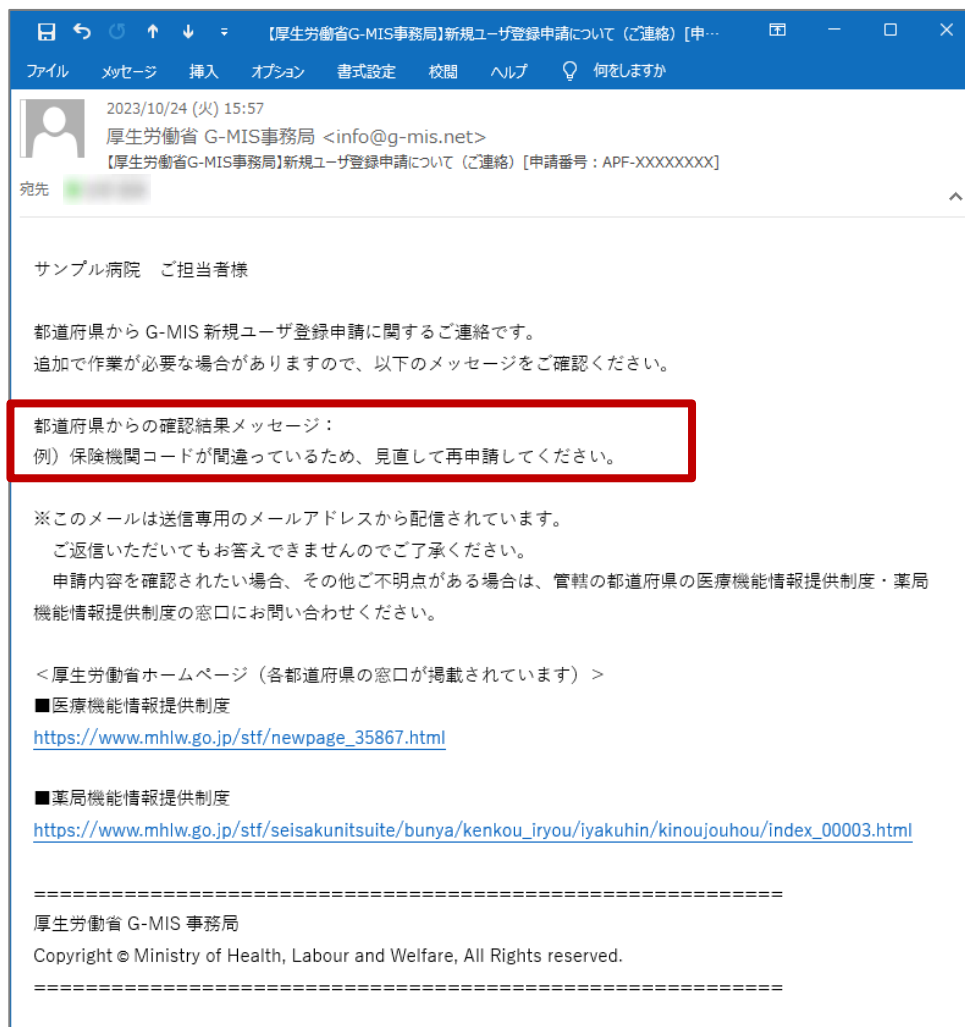 【厚生労働省G-MIS事務局】新規ユーザ登録申請について（ご連絡）[申…
ファイル メッセージ 挿入 オプション 書式設定 校閲 ヘルプ 何をしますか
2023/10/24 (火) 15:57
厚生労働省 G-MIS事務局 <info@g-mis.net>
【厚生労働省G-MIS事務局】新規ユーザ登録申請について（ご連絡）[申請番号：APF-XXXXXXXX]
宛先
サンプル病院　ご担当者様
都道府県から G-MIS 新規ユーザ登録申請に関するご連絡です。
追加で作業が必要な場合がありますので、以下のメッセージをご確認ください。
都道府県からの確認結果メッセージ：
例）保険機関コードが間違っているため、見直して再申請してください。
※このメールは送信専用のメールアドレスから配信されています。
ご返信いただいてもお答えできませんのでご了承ください。
申請内容を確認されたい場合、その他ご不明点がある場合は、管轄の都道府県の医療機能情報提供制度・薬局
機能情報提供制度の窓口にお問い合わせください。
＜厚生労働省ホームページ（各都道府県の窓口が掲載されています）＞
■医療機能情報提供制度
https://www.mhlw.go.jp/stf/newpage_35867.html
■薬局機能情報提供制度
https://www.mhlw.go.jp/stf/seisakunitsuite/bunya/kenkou_iryou/iyakuhin/kinoujouhou/index_00003.html
==========================================================
厚生労働省 G-MIS 事務局
Copyright © Ministry of Health, Labour and Welfare, All Rights reserved.
==========================================================